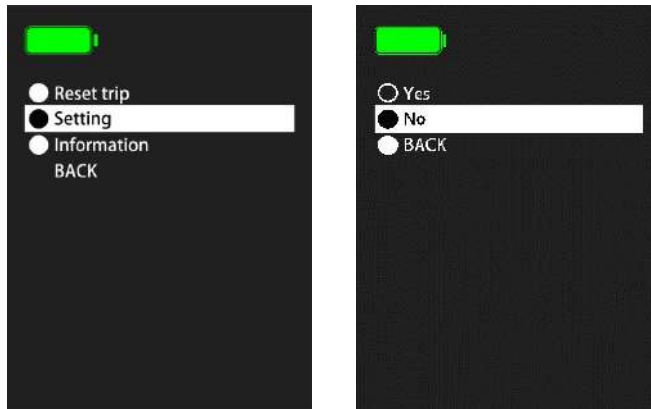 Reset trip
Setting
Information
BACK
Yes
No
BACK